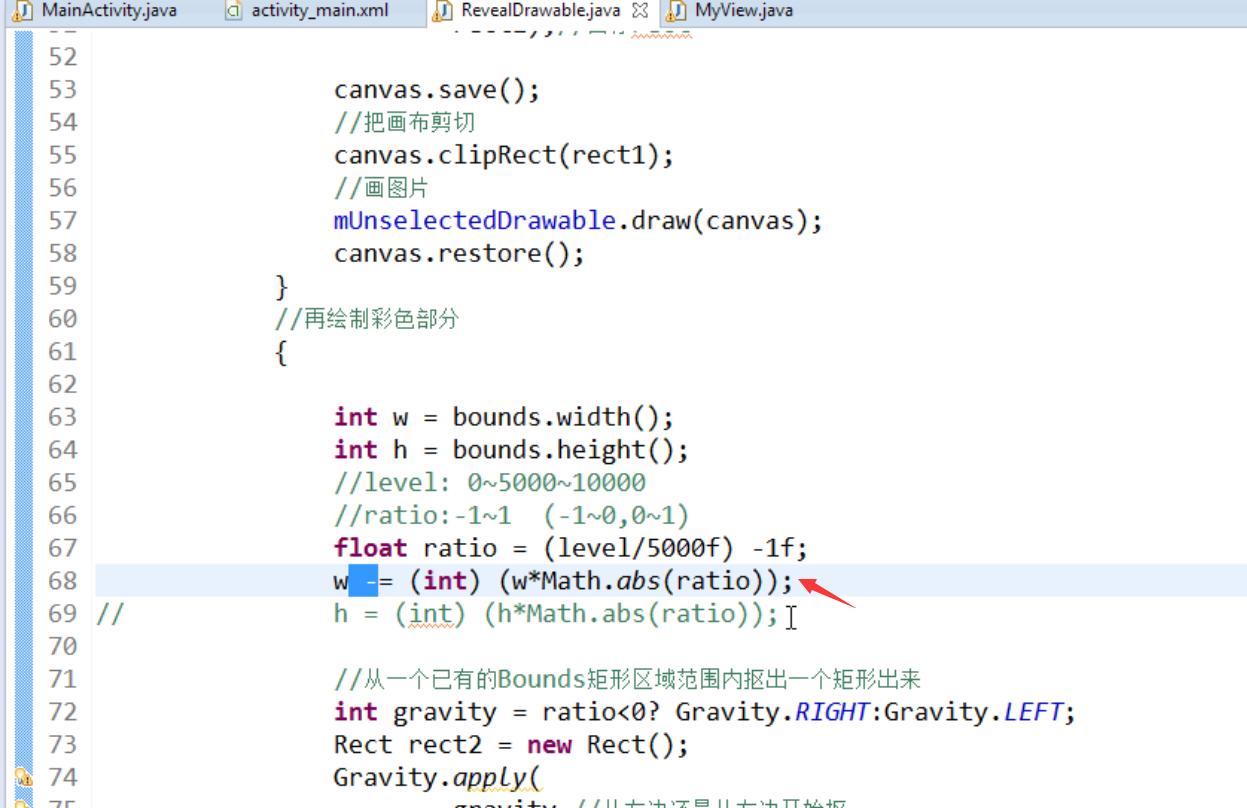 MainActivity.java activity_main.xml RevealDrawable.java MyView.java
52
53 canvas.save();
54 //把画布剪切
55 canvas.clipRect(rect1);
56 //画图片
57 mUnselectedDrawable.draw(canvas);
58 canvas.restore();
59 }
60 //再绘制彩色部分
61 {
62
63 int w = bounds.width();
64 int h = bounds.height();
65 //level: 0~5000~10000
66 //ratio:-1~1 (-1~0,0~1)
67 float ratio = (level/5000f) -1f;
68 w -= (int) (w*Math.abs(ratio));
69 // h = (int) (h*Math.abs(ratio));
70
71 //从一个已有的Bounds矩形区域范围内抠出一个矩形出来
72 int gravity = ratio<0? Gravity.RIGHT:Gravity.LEFT;
73 Rect rect2 = new Rect();
74 Gravity.apply(